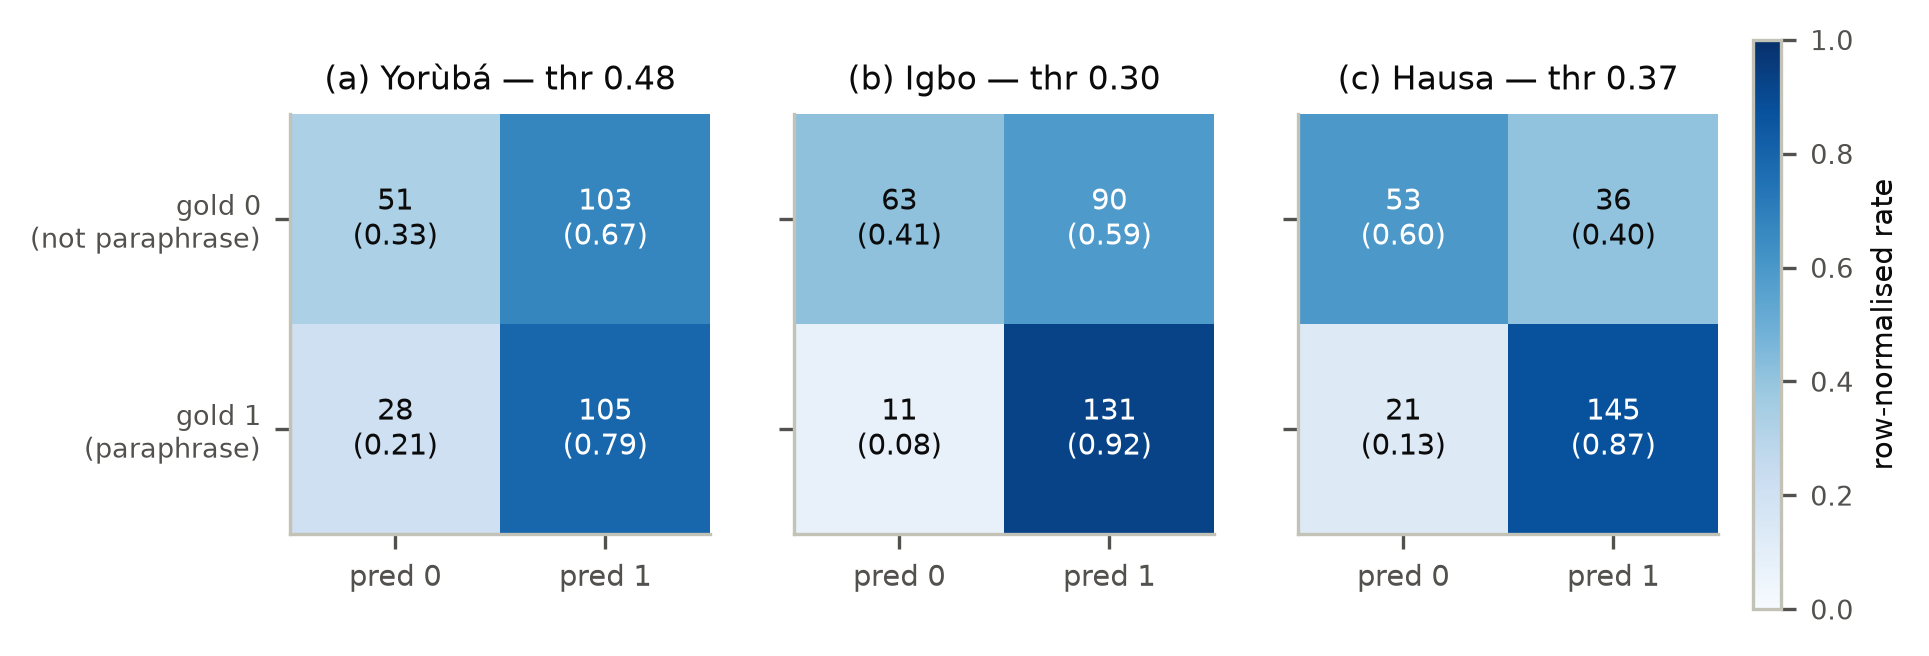 (a) Yorùbá — thr 0.48
(b) Igbo — thr 0.30
(c) Hausa — thr 0.37
gold 0
(not paraphrase)
gold 1
(paraphrase)
51
(0.33)
103
(0.67)
28
(0.21)
105
(0.79)
pred 0
pred 1
63
(0.41)
90
(0.59)
11
(0.08)
131
(0.92)
pred 0
pred 1
53
(0.60)
36
(0.40)
21
(0.13)
145
(0.87)
pred 0
pred 1
1.0
0.8
0.6
0.4
0.2
0.0
row-normalised rate